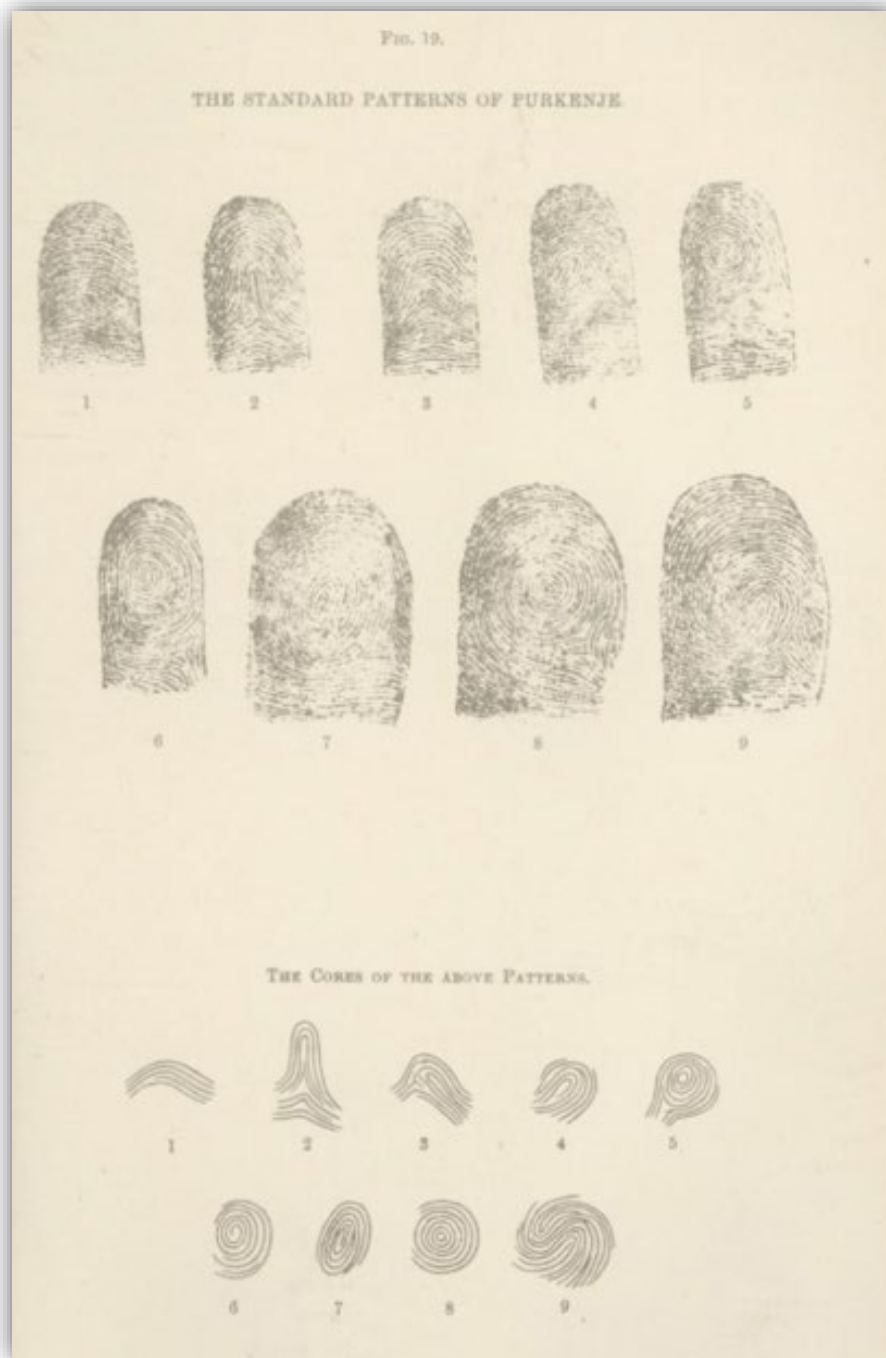 FIG. 19.
THE STANDARD PATTERNS OF PURKENJE.
1 2 3 4 5
6 7 8 9
THE CORES OF THE ABOVE PATTERNS.
1 2 3 4 5
6 7 8 9